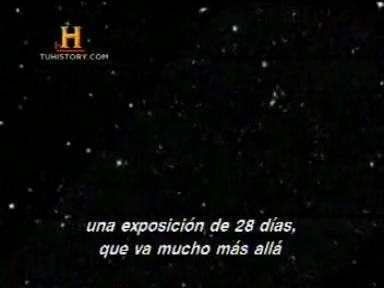 H
TUHISTORY.COM
una exposición de 28 días,
que va mucho más allá